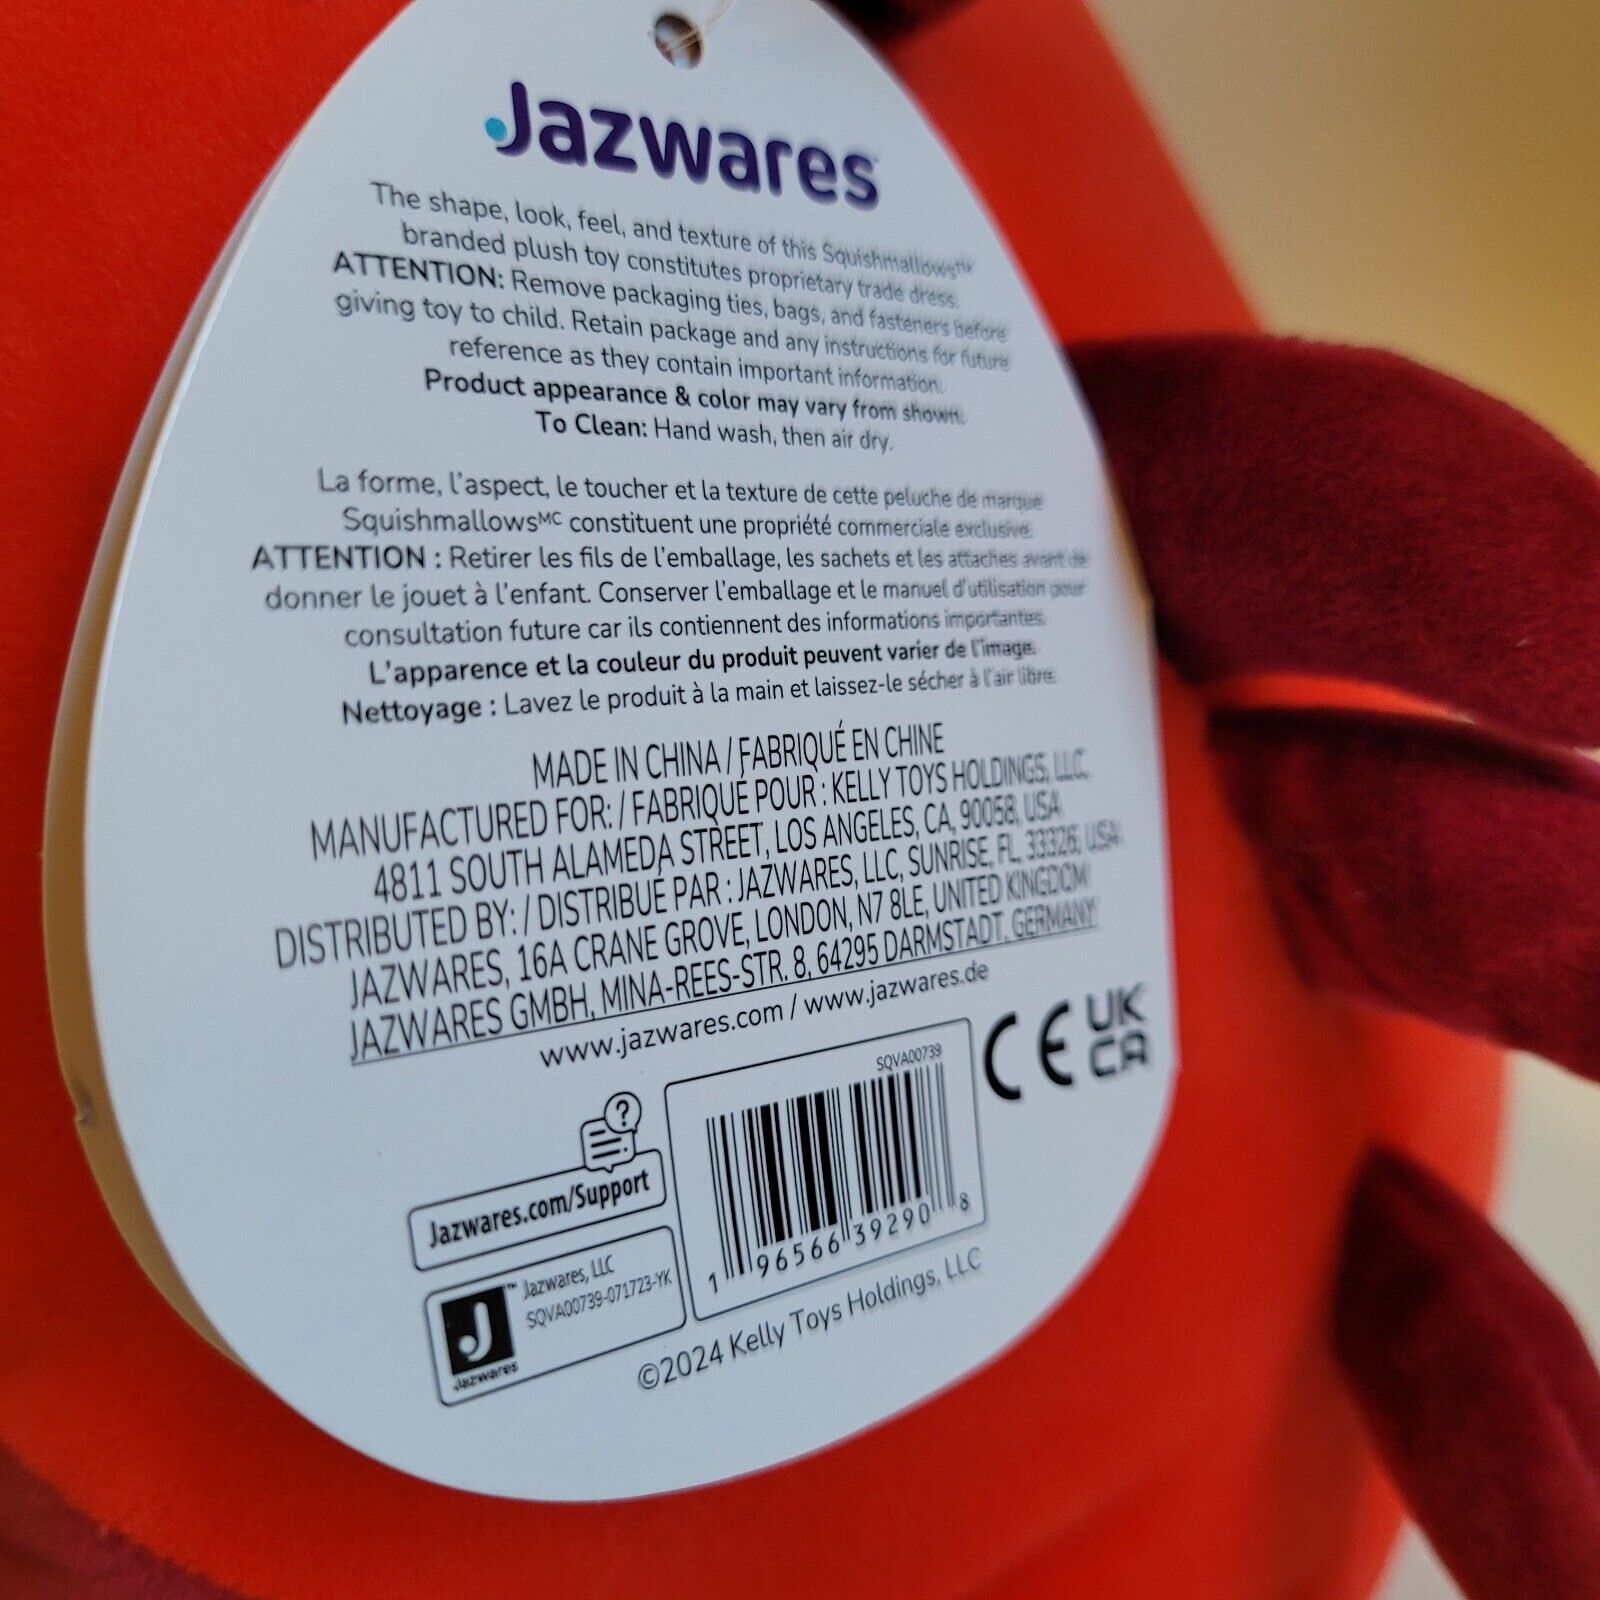 Jazwares
The shape, look, feel, and texture of this Squishmallows™
branded plush toy constitutes proprietary trade dress.
ATTENTION: Remove packaging ties, bags, and fasteners before
giving toy to child. Retain package and any instructions for future
reference as they contain important information.
Product appearance & color may vary from shown.
To Clean: Hand wash, then air dry.
La forme, l'aspect, le toucher et la texture de cette peluche de marque
Squishmallowsᴹᶜ constituent une propriété commerciale exclusive.
ATTENTION : Retirer les fils de l'emballage, les sachets et les attaches avant de
donner le jouet à l'enfant. Conserver l'emballage et le manuel d'utilisation pour
consultation future car ils contiennent des informations importantes.
L'apparence et la couleur du produit peuvent varier de l'image.
Nettoyage : Lavez le produit à la main et laissez-le sécher à l'air libre.
MADE IN CHINA / FABRIQUÉ EN CHINE
MANUFACTURED FOR: / FABRIQUÉ POUR : KELLY TOYS HOLDINGS, LLC.
4811 SOUTH ALAMEDA STREET, LOS ANGELES, CA, 90058, USA
DISTRIBUTED BY: / DISTRIBUÉ PAR : JAZWARES, LLC, SUNRISE, FL, 33326, USA
JAZWARES, 16A CRANE GROVE, LONDON, N7 8LE, UNITED KINGDOM
JAZWARES GMBH, MINA-REES-STR. 8, 64295 DARMSTADT, GERMANY
www.jazwares.com / www.jazwares.de
CE UK
CA
SQVA00739
1 96566 39290 8
?
Jazwares.com/Support
J™
Jazwares
Jazwares, LLC
SQVA00739-071723-YK
©2024 Kelly Toys Holdings, LLC